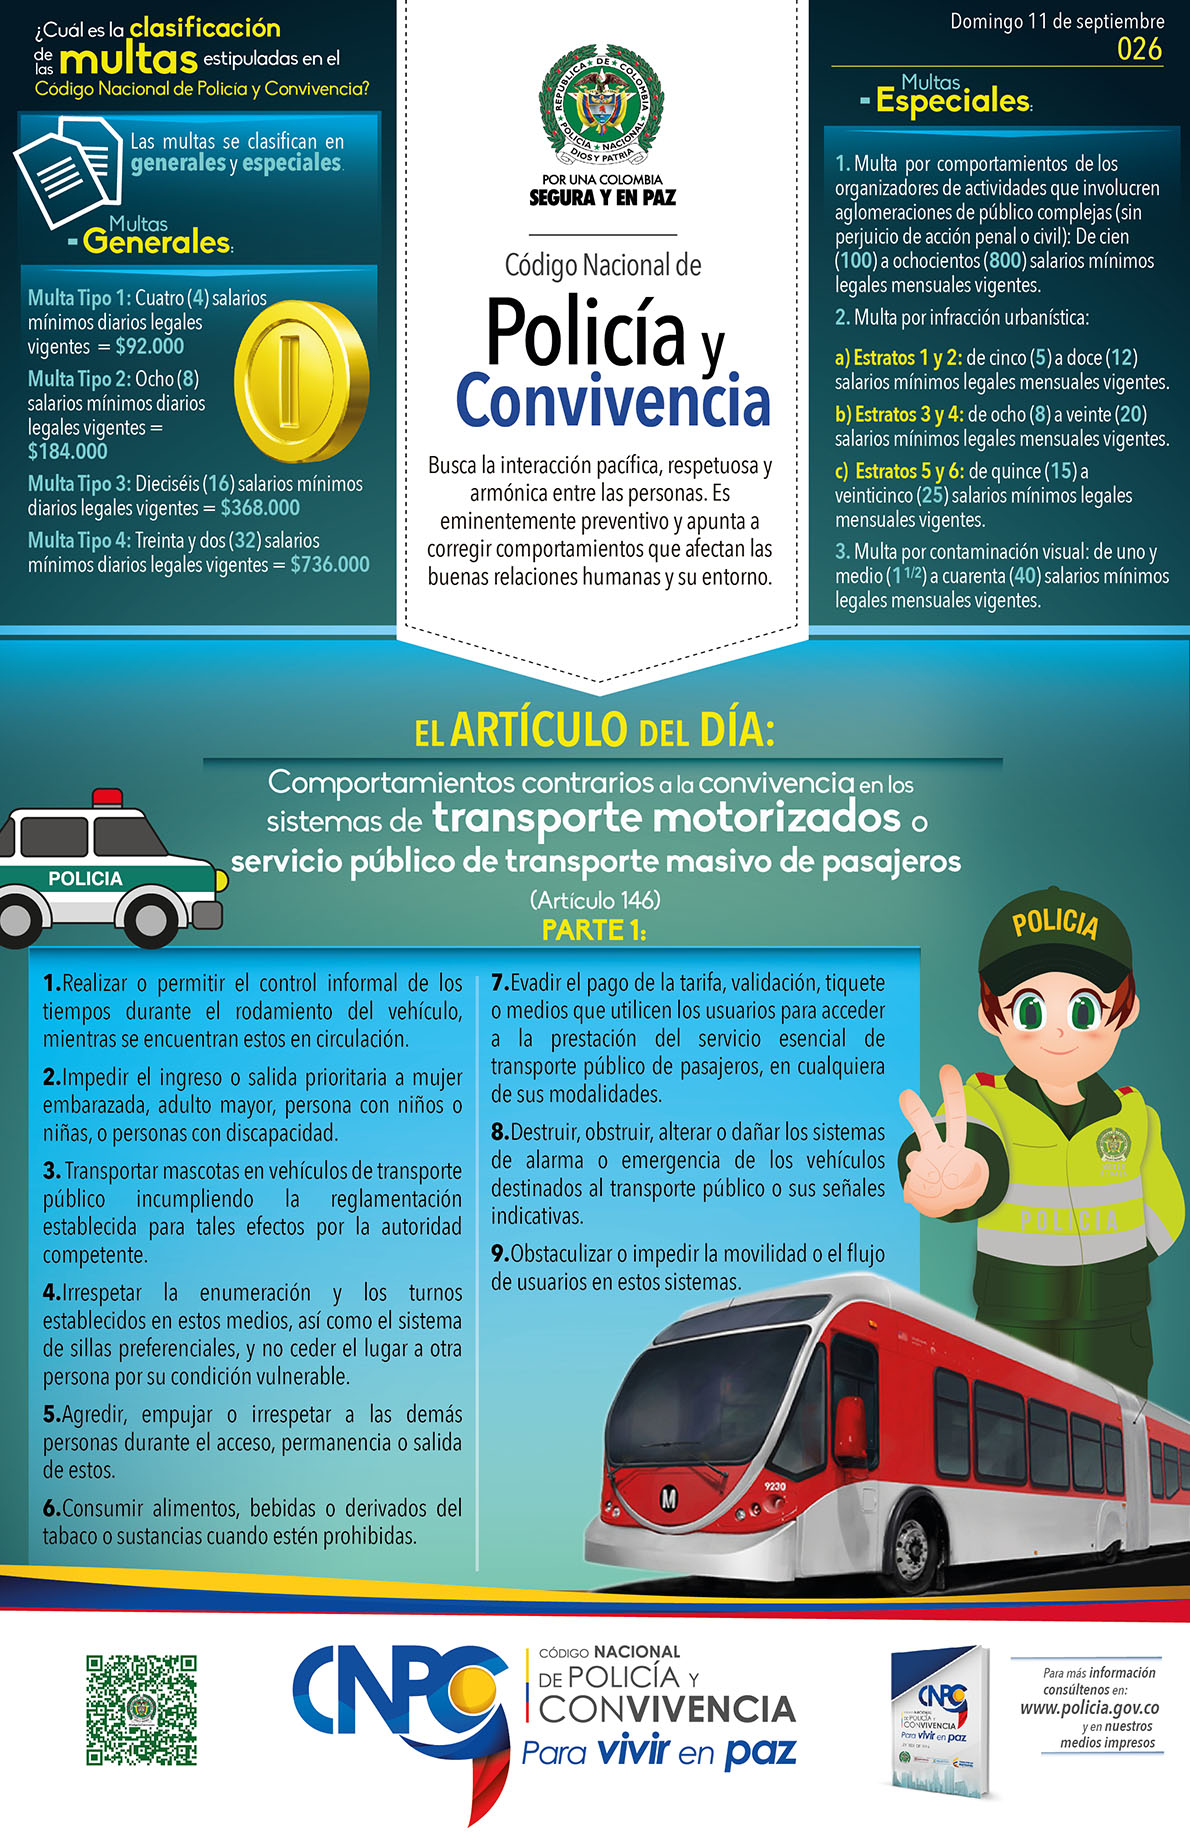 ¿Cuál es la clasificación
de las multas estipuladas en el
Código Nacional de Policía y Convivencia?
Las multas se clasifican en
generales y especiales.
Multas
- Generales:
Multa Tipo 1: Cuatro (4) salarios
mínimos diarios legales
vigentes = $92.000
Multa Tipo 2: Ocho (8)
salarios mínimos diarios
legales vigentes =
$184.000
Multa Tipo 3: Dieciséis (16) salarios mínimos
diarios legales vigentes = $368.000
Multa Tipo 4: Treinta y dos (32) salarios
mínimos diarios legales vigentes = $736.000
REPÚBLICA DE COLOMBIA
POLICÍA NACIONAL
DIOS Y PATRIA
POR UNA COLOMBIA
SEGURA Y EN PAZ
Código Nacional de
Policía y
Convivencia
Busca la interacción pacífica, respetuosa y
armónica entre las personas. Es
eminentemente preventivo y apunta a
corregir comportamientos que afectan las
buenas relaciones humanas y su entorno.
Domingo 11 de septiembre
026
Multas
- Especiales:
1. Multa por comportamientos de los
organizadores de actividades que involucren
aglomeraciones de público complejas (sin
perjuicio de acción penal o civil): De cien
(100) a ochocientos (800) salarios mínimos
legales mensuales vigentes.
2. Multa por infracción urbanística:
a) Estratos 1 y 2: de cinco (5) a doce (12)
salarios mínimos legales mensuales vigentes.
b) Estratos 3 y 4: de ocho (8) a veinte (20)
salarios mínimos legales mensuales vigentes.
c) Estratos 5 y 6: de quince (15) a
veinticinco (25) salarios mínimos legales
mensuales vigentes.
3. Multa por contaminación visual: de uno y
medio (1 1/2) a cuarenta (40) salarios mínimos
legales mensuales vigentes.
EL ARTÍCULO DEL DÍA:
Comportamientos contrarios a la convivencia en los
sistemas de transporte motorizados o
servicio público de transporte masivo de pasajeros
(Artículo 146)
PARTE 1:
POLICIA
1.Realizar o permitir el control informal de los
tiempos durante el rodamiento del vehículo,
mientras se encuentran estos en circulación.
2.Impedir el ingreso o salida prioritaria a mujer
embarazada, adulto mayor, persona con niños o
niñas, o personas con discapacidad.
3. Transportar mascotas en vehículos de transporte
público incumpliendo la reglamentación
establecida para tales efectos por la autoridad
competente.
4.Irrespetar la enumeración y los turnos
establecidos en estos medios, así como el sistema
de sillas preferenciales, y no ceder el lugar a otra
persona por su condición vulnerable.
5.Agredir, empujar o irrespetar a las demás
personas durante el acceso, permanencia o salida
de estos.
6.Consumir alimentos, bebidas o derivados del
tabaco o sustancias cuando estén prohibidas.
7.Evadir el pago de la tarifa, validación, tiquete
o medios que utilicen los usuarios para acceder
a la prestación del servicio esencial de
transporte público de pasajeros, en cualquiera
de sus modalidades.
8.Destruir, obstruir, alterar o dañar los sistemas
de alarma o emergencia de los vehículos
destinados al transporte público o sus señales
indicativas.
9.Obstaculizar o impedir la movilidad o el flujo
de usuarios en estos sistemas.
POLICIA
POLICIA
9230
M
CNPC
CÓDIGO NACIONAL
DE POLICÍA Y
CONVIVENCIA
Para vivir en paz
CNPC
DE POLICÍA Y
CONVIVENCIA
Para vivir en paz
Para más información
consúltenos en:
www.policia.gov.co
y en nuestros
medios impresos